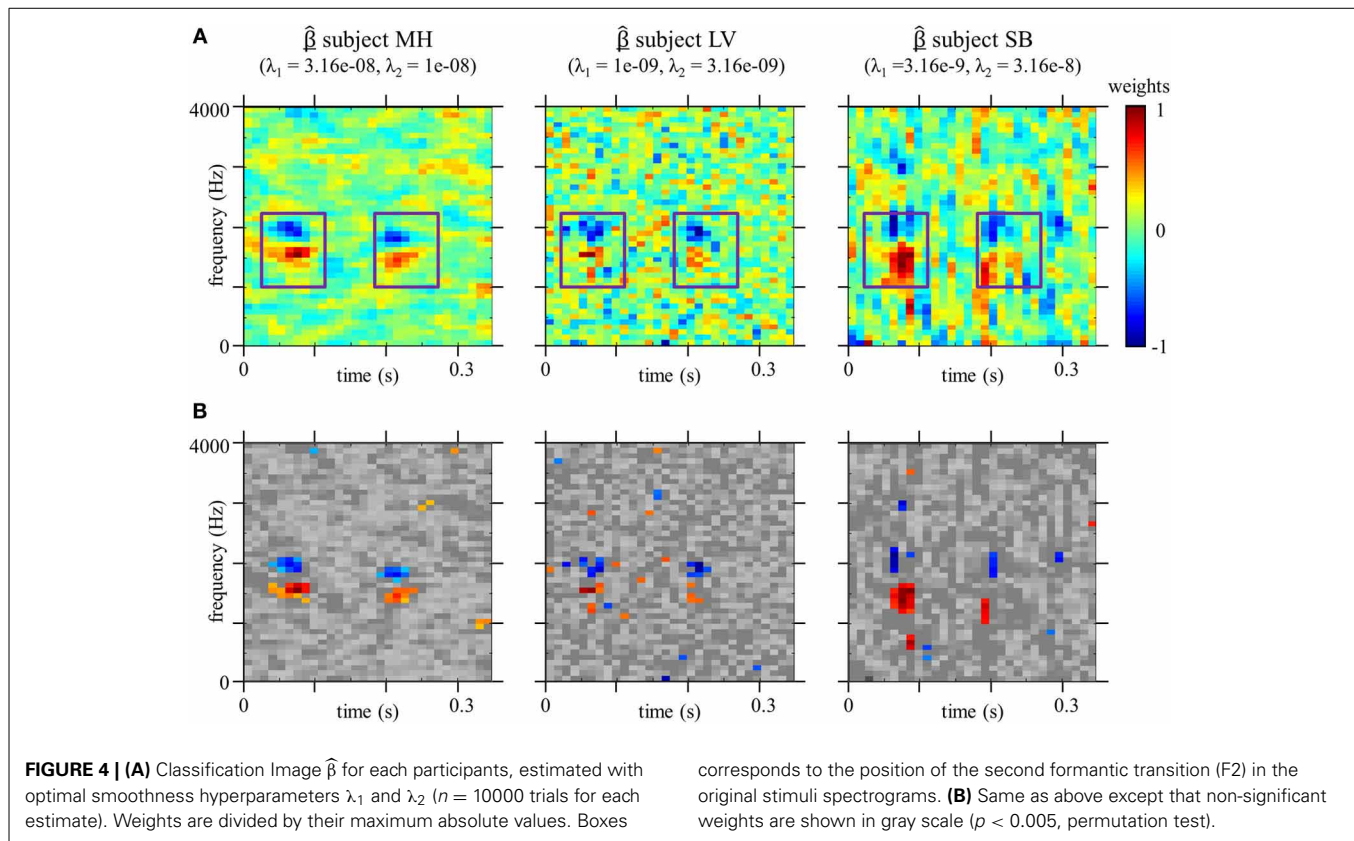 A
β̂ subject MH
(λ₁ = 3.16e-08, λ₂ = 1e-08)
β̂ subject LV
(λ₁ = 1e-09, λ₂ = 3.16e-09)
β̂ subject SB
(λ₁ =3.16e-9, λ₂ = 3.16e-8)
weights
1
0
-1
4000
frequency (Hz)
0
0
0.3
time (s)
0
0.3
time (s)
0
0.3
time (s)
B
4000
frequency (Hz)
0
0
0.3
time (s)
0
0.3
time (s)
0
0.3
time (s)
FIGURE 4 | (A) Classification Image β̂ for each participants, estimated with
optimal smoothness hyperparameters λ₁ and λ₂ (n = 10000 trials for each
estimate). Weights are divided by their maximum absolute values. Boxes
corresponds to the position of the second formantic transition (F2) in the
original stimuli spectrograms. (B) Same as above except that non-significant
weights are shown in gray scale (p < 0.005, permutation test).